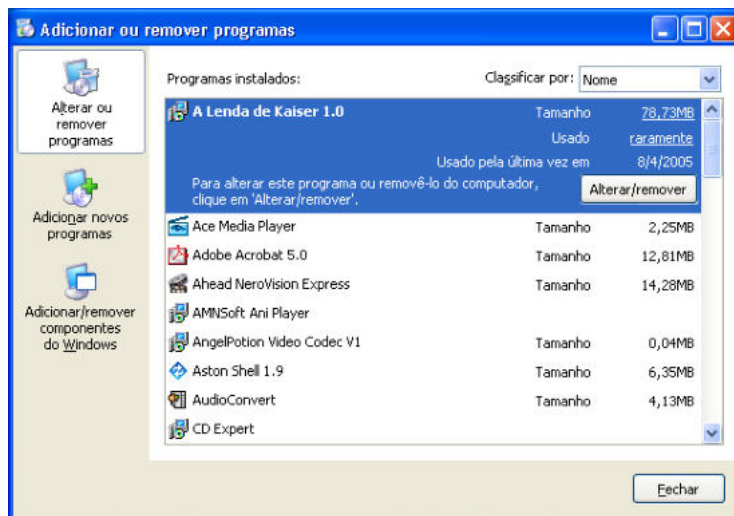 Adicionar ou remover programas
Alterar ou
remover
programas
Adicionar novos
programas
Adicionar/remover
componentes
do Windows
Programas instalados:
Classificar por: Nome
A Lenda de Kaiser 1.0 Tamanho 78,73MB
Usado raramente
Usado pela última vez em 8/4/2005
Para alterar este programa ou removê-lo do computador,
clique em 'Alterar/remover'.
Alterar/remover
Ace Media Player Tamanho 2,25MB
Adobe Acrobat 5.0 Tamanho 12,81MB
Ahead NeroVision Express Tamanho 14,28MB
AMNSoft Ani Player
AngelPotion Video Codec V1 Tamanho 0,04MB
Aston Shell 1.9 Tamanho 6,35MB
AudioConvert Tamanho 4,13MB
CD Expert
Fechar